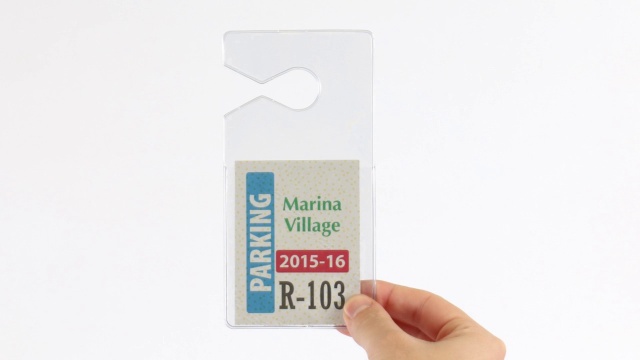 PARKING
Marina
Village
2015-16
R-103